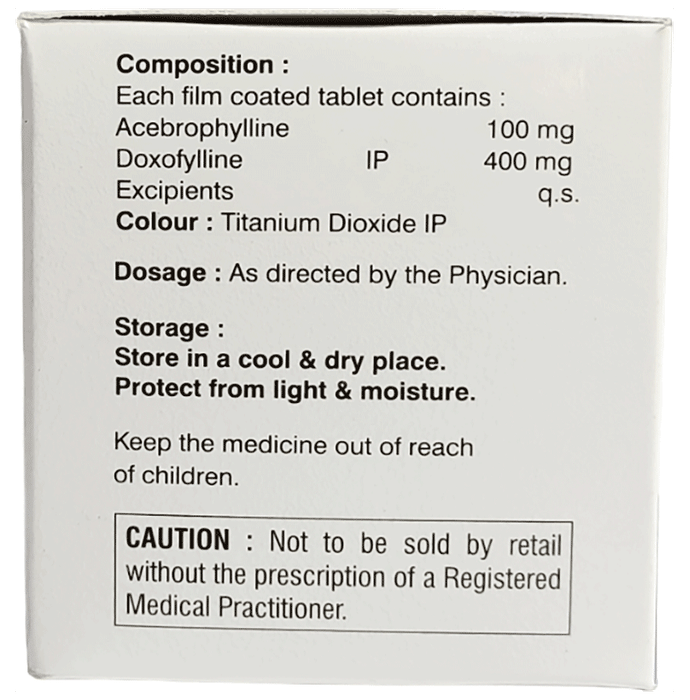 Composition :
Each film coated tablet contains :
Acebrophylline 100 mg
Doxofylline IP 400 mg
Excipients q.s.
Colour : Titanium Dioxide IP
Dosage : As directed by the Physician.
Storage :
Store in a cool & dry place.
Protect from light & moisture.
Keep the medicine out of reach
of children.
CAUTION : Not to be sold by retail
without the prescription of a Registered
Medical Practitioner.